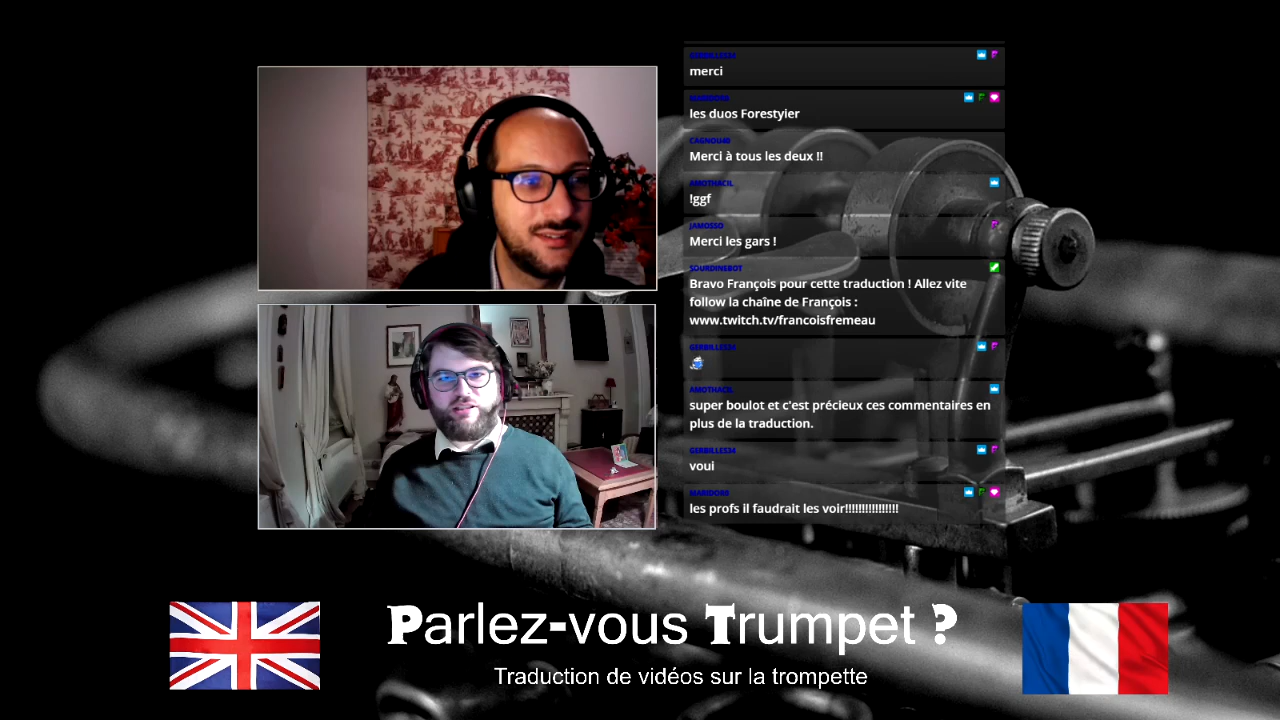 GERBILLES34
merci
MARIDOR8
les duos Forestyier
CAGNOU40
Merci à tous les deux !!
AMOTHACIL
!ggf
JAMOSSO
Merci les gars !
SOURDINEBOT
Bravo François pour cette traduction ! Allez vite
follow la chaîne de François :
www.twitch.tv/francoisfremeau
GERBILLES34
AMOTHACIL
super boulot et c'est précieux ces commentaires en
plus de la traduction.
GERBILLES34
voui
MARIDOR8
les profs il faudrait les voir!!!!!!!!!!!!!!!!
Parlez-vous Trumpet ?
Traduction de vidéos sur la trompette